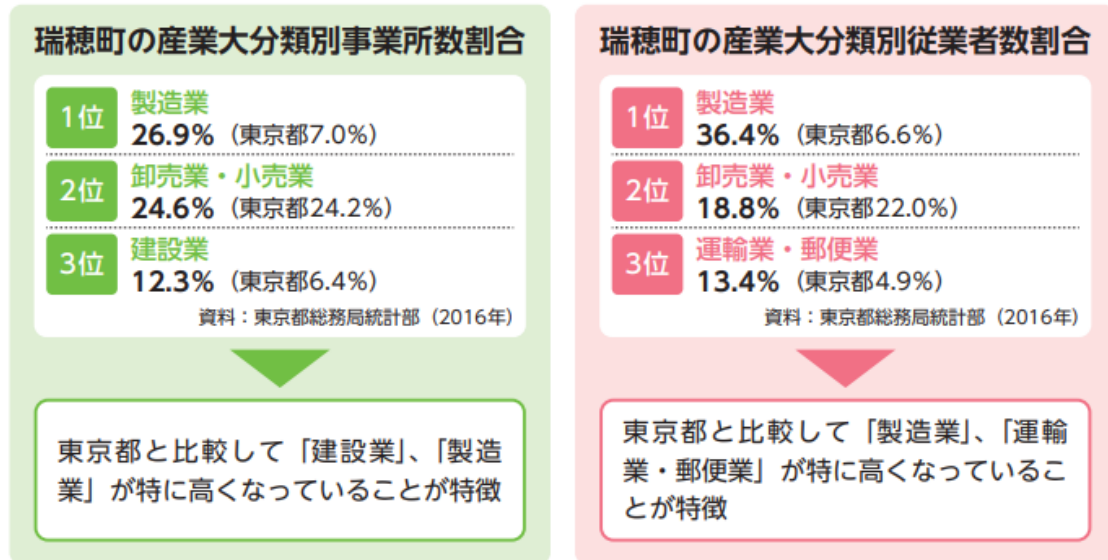 瑞穂町の産業大分類別事業所数割合
1位
製造業
26.9%（東京都7.0%）
2位
卸売業・小売業
24.6%（東京都24.2%）
3位
建設業
12.3%（東京都6.4%）
資料：東京都総務局統計部（2016年）
東京都と比較して「建設業」、「製造
業」が特に高くなっていることが特徴
瑞穂町の産業大分類別従業者数割合
1位
製造業
36.4%（東京都6.6%）
2位
卸売業・小売業
18.8%（東京都22.0%）
3位
運輸業・郵便業
13.4%（東京都4.9%）
資料：東京都総務局統計部（2016年）
東京都と比較して「製造業」、「運輸
業・郵便業」が特に高くなっているこ
とが特徴